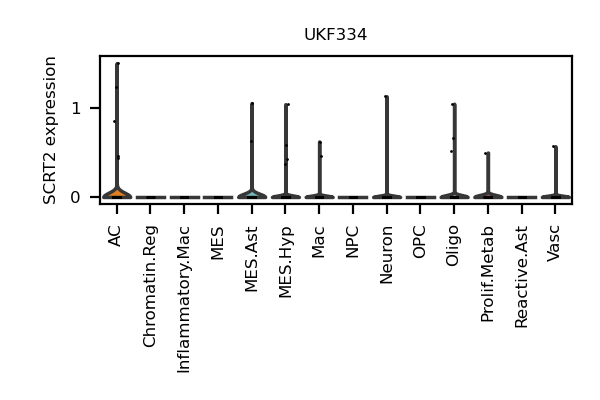 UKF334
SCRT2 expression
1
0
AC
Chromatin.Reg
Inflammatory.Mac
MES
MES.Ast
MES.Hyp
Mac
NPC
Neuron
OPC
Oligo
Prolif.Metab
Reactive.Ast
Vasc